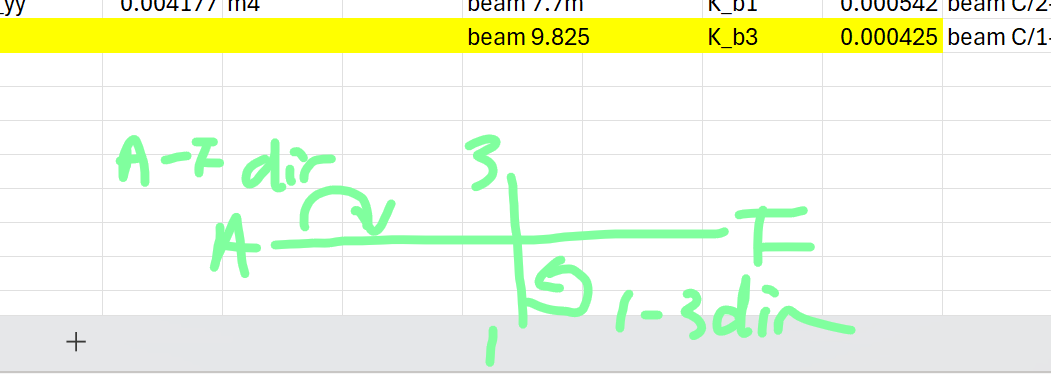 _yy 0.004177 m4 beam 7.7m K_b1 0.000542 beam C/2-
beam 9.825 K_b3 0.000425 beam C/1-
A-F dir
3
A F
1-3 dir
1
+